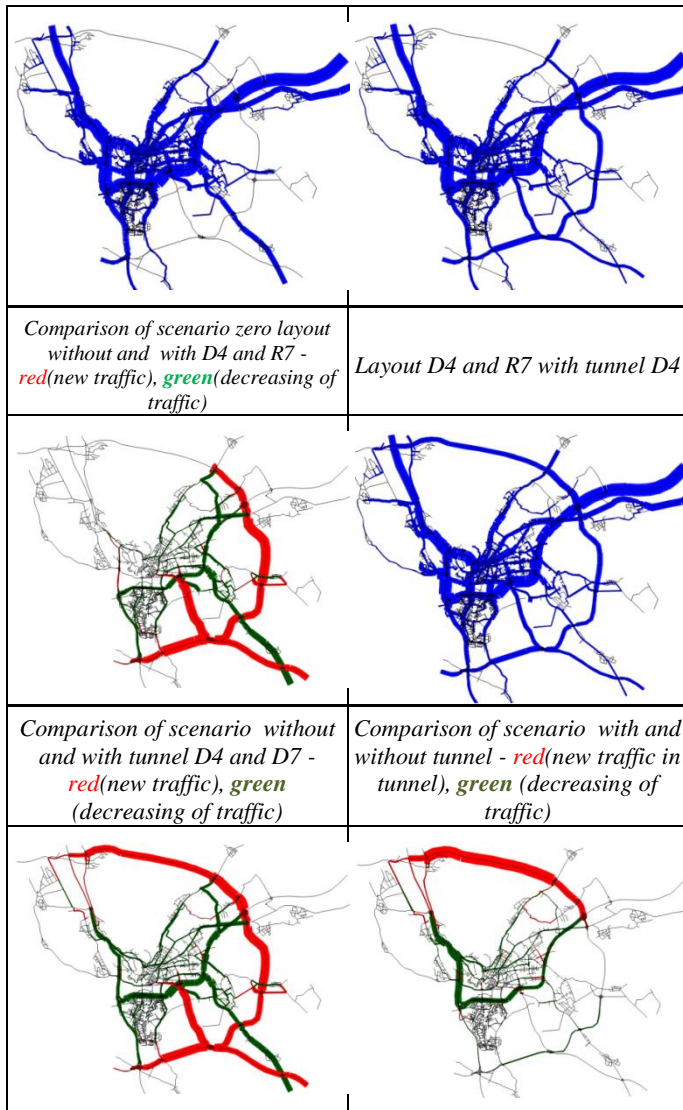 Comparison of scenario zero layout
without and with D4 and R7 -
red(new traffic), green(decreasing of
traffic)
Layout D4 and R7 with tunnel D4
Comparison of scenario without
and with tunnel D4 and D7 -
red(new traffic), green
(decreasing of traffic)
Comparison of scenario with and
without tunnel - red(new traffic in
tunnel), green (decreasing of
traffic)